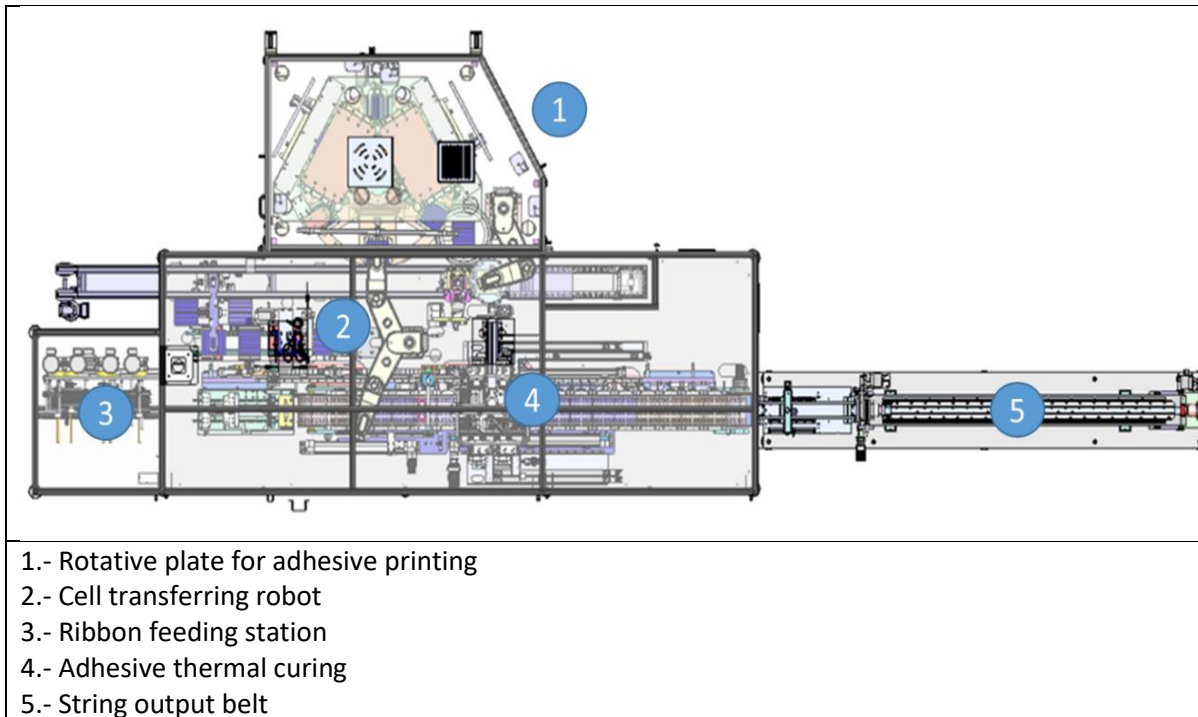 1
2
3
4
5
1.- Rotative plate for adhesive printing
2.- Cell transferring robot
3.- Ribbon feeding station
4.- Adhesive thermal curing
5.- String output belt